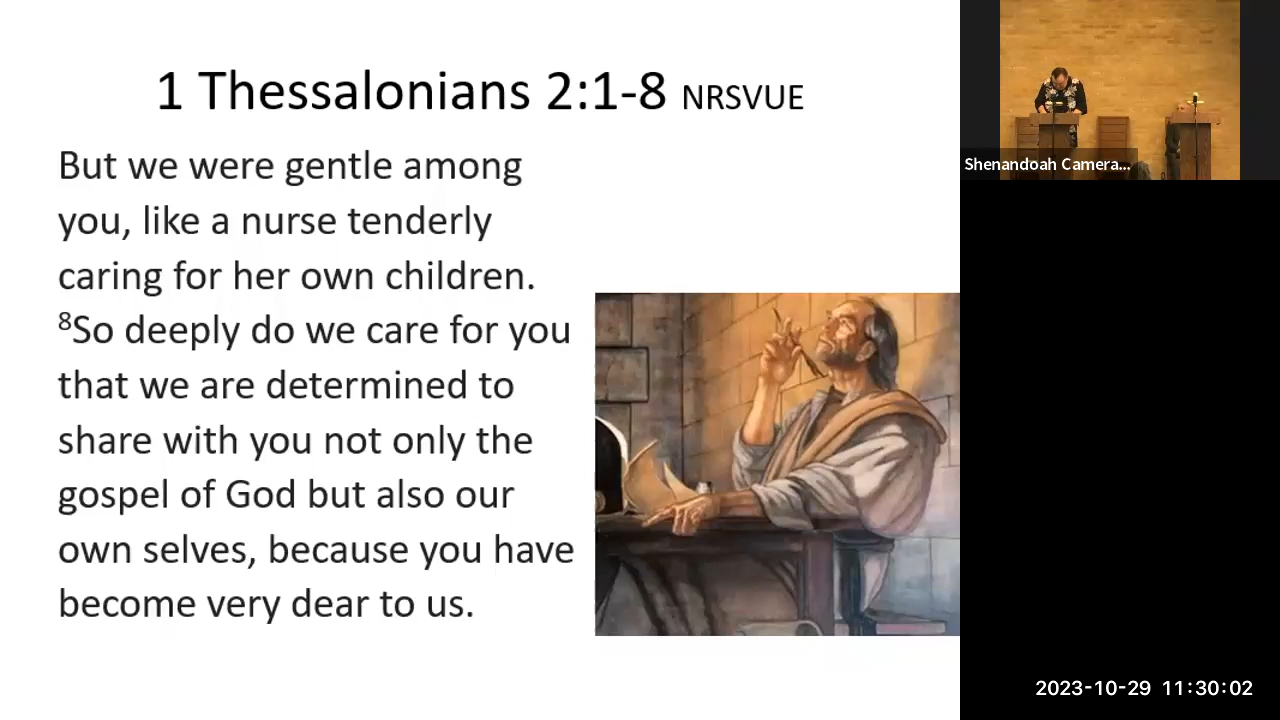 1 Thessalonians 2:1-8 NRSVUE
But we were gentle among
you, like a nurse tenderly
caring for her own children.
⁸So deeply do we care for you
that we are determined to
share with you not only the
gospel of God but also our
own selves, because you have
become very dear to us.
Shenandoah Camera...
2023-10-29 11:30:02